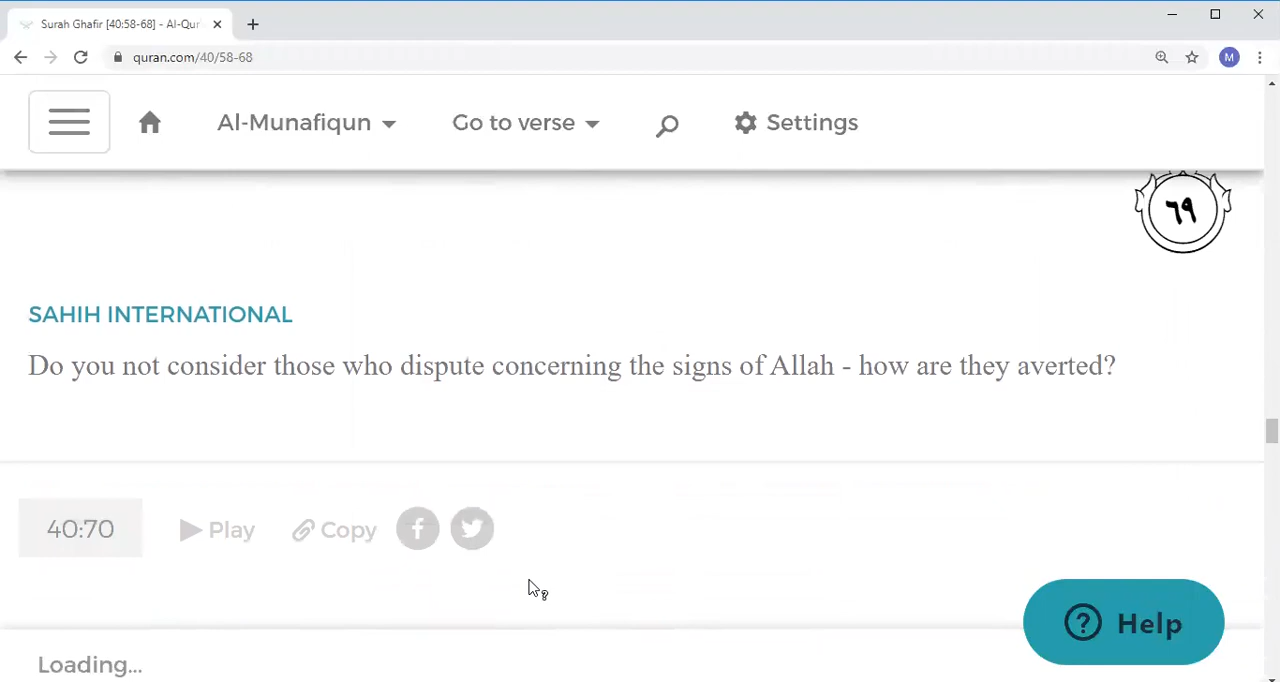 Surah Ghafir [40:58-68] - Al-Qur'
quran.com/40/58-68
M
Al-Munafiqun
Go to verse
Settings
٦٩
SAHIH INTERNATIONAL
Do you not consider those who dispute concerning the signs of Allah - how are they averted?
40:70
Play
Copy
Help
Loading...